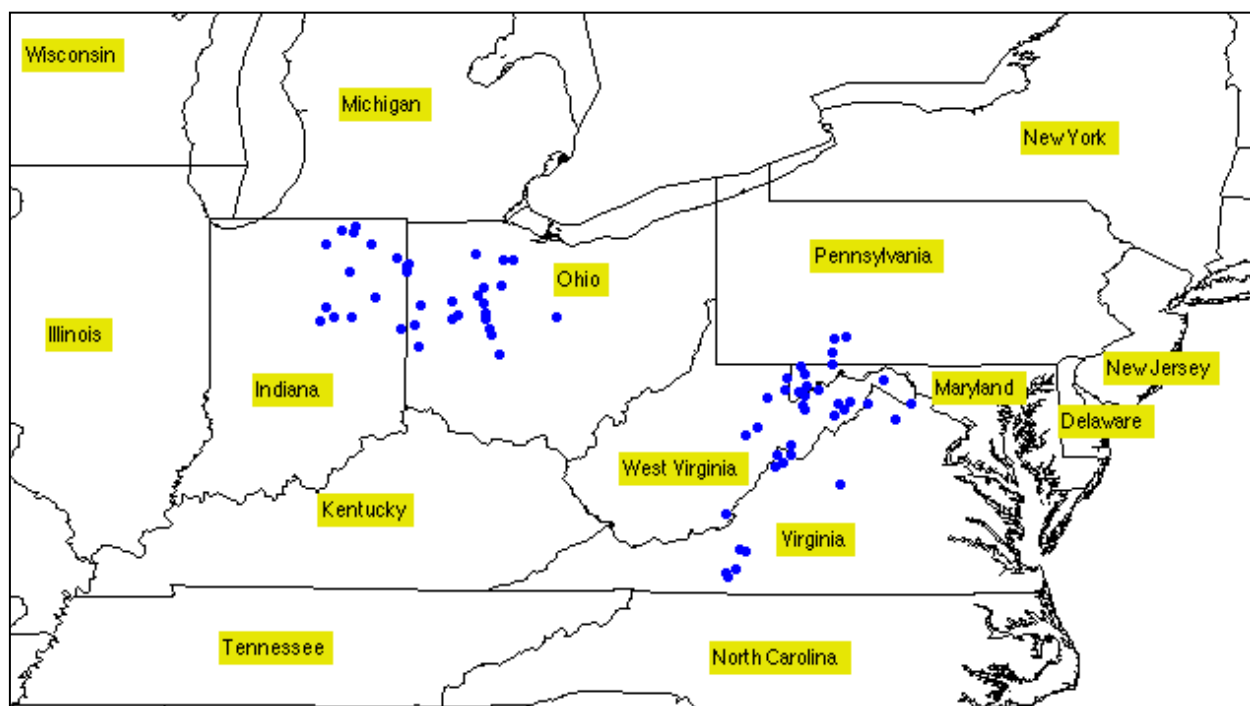 Wisconsin
Michigan
New York
Pennsylvania
Ohio
Illinois
Indiana
Maryland
New Jersey
Delaware
West Virginia
Kentucky
Virginia
Tennessee
North Carolina